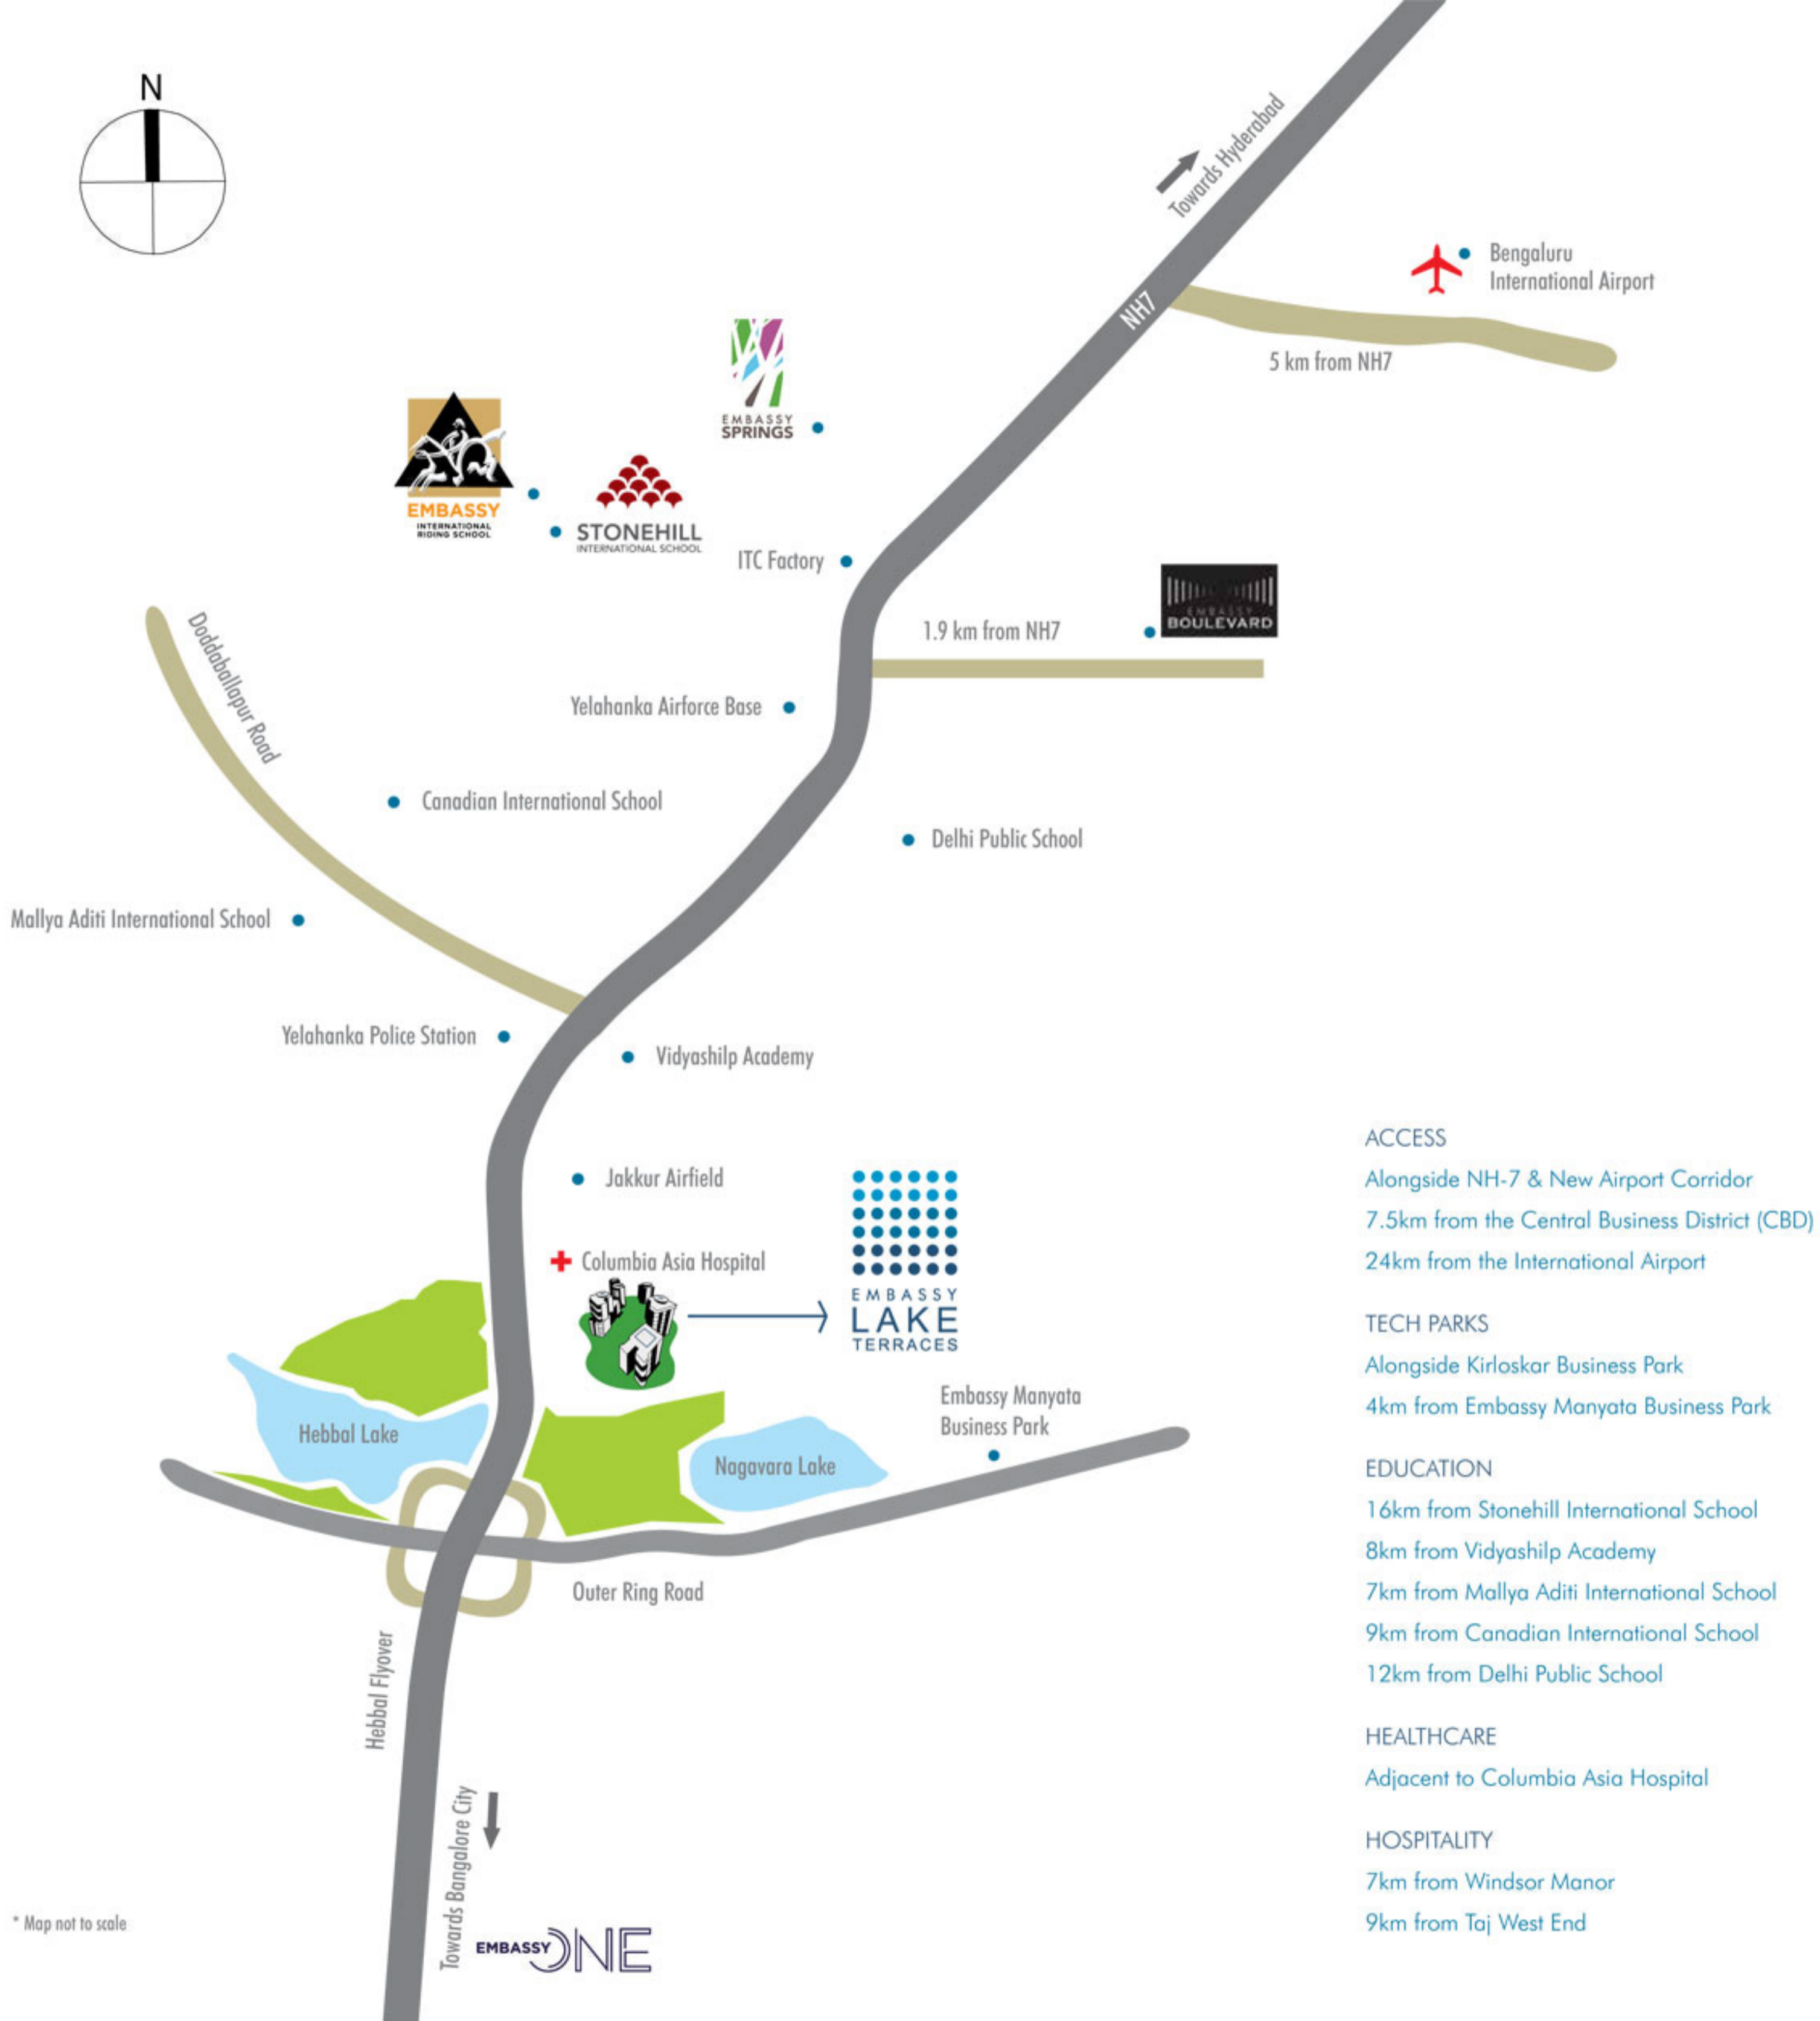 N
Towards Hyderabad
Bengaluru
International Airport
NH7
5 km from NH7
EMBASSY
SPRINGS
EMBASSY
INTERNATIONAL
RIDING SCHOOL
STONEHILL
INTERNATIONAL SCHOOL
ITC Factory
EMBASSY
BOULEVARD
1.9 km from NH7
Doddaballapur Road
Yelahanka Airforce Base
Canadian International School
Delhi Public School
Mallya Aditi International School
Yelahanka Police Station
Vidyashilp Academy
Jakkur Airfield
Columbia Asia Hospital
EMBASSY
LAKE
TERRACES
Embassy Manyata
Business Park
Hebbal Lake
Nagavara Lake
Outer Ring Road
Hebbal Flyover
Towards Bangalore City
EMBASSY ONE
* Map not to scale
ACCESS
Alongside NH-7 & New Airport Corridor
7.5km from the Central Business District (CBD)
24km from the International Airport
TECH PARKS
Alongside Kirloskar Business Park
4km from Embassy Manyata Business Park
EDUCATION
16km from Stonehill International School
8km from Vidyashilp Academy
7km from Mallya Aditi International School
9km from Canadian International School
12km from Delhi Public School
HEALTHCARE
Adjacent to Columbia Asia Hospital
HOSPITALITY
7km from Windsor Manor
9km from Taj West End